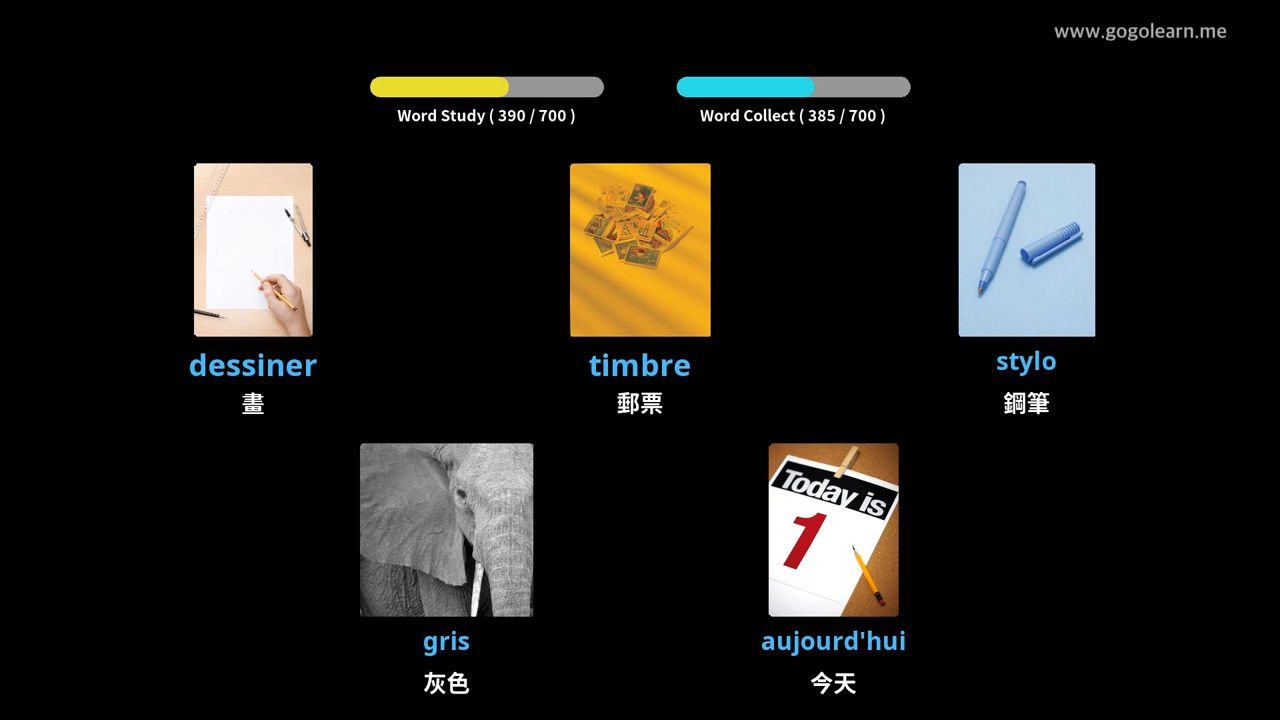 www.gogolearn.me
Word Study ( 390 / 700 )
Word Collect ( 385 / 700 )
dessiner
畫
timbre
郵票
stylo
鋼筆
Today is
1
gris
灰色
aujourd'hui
今天